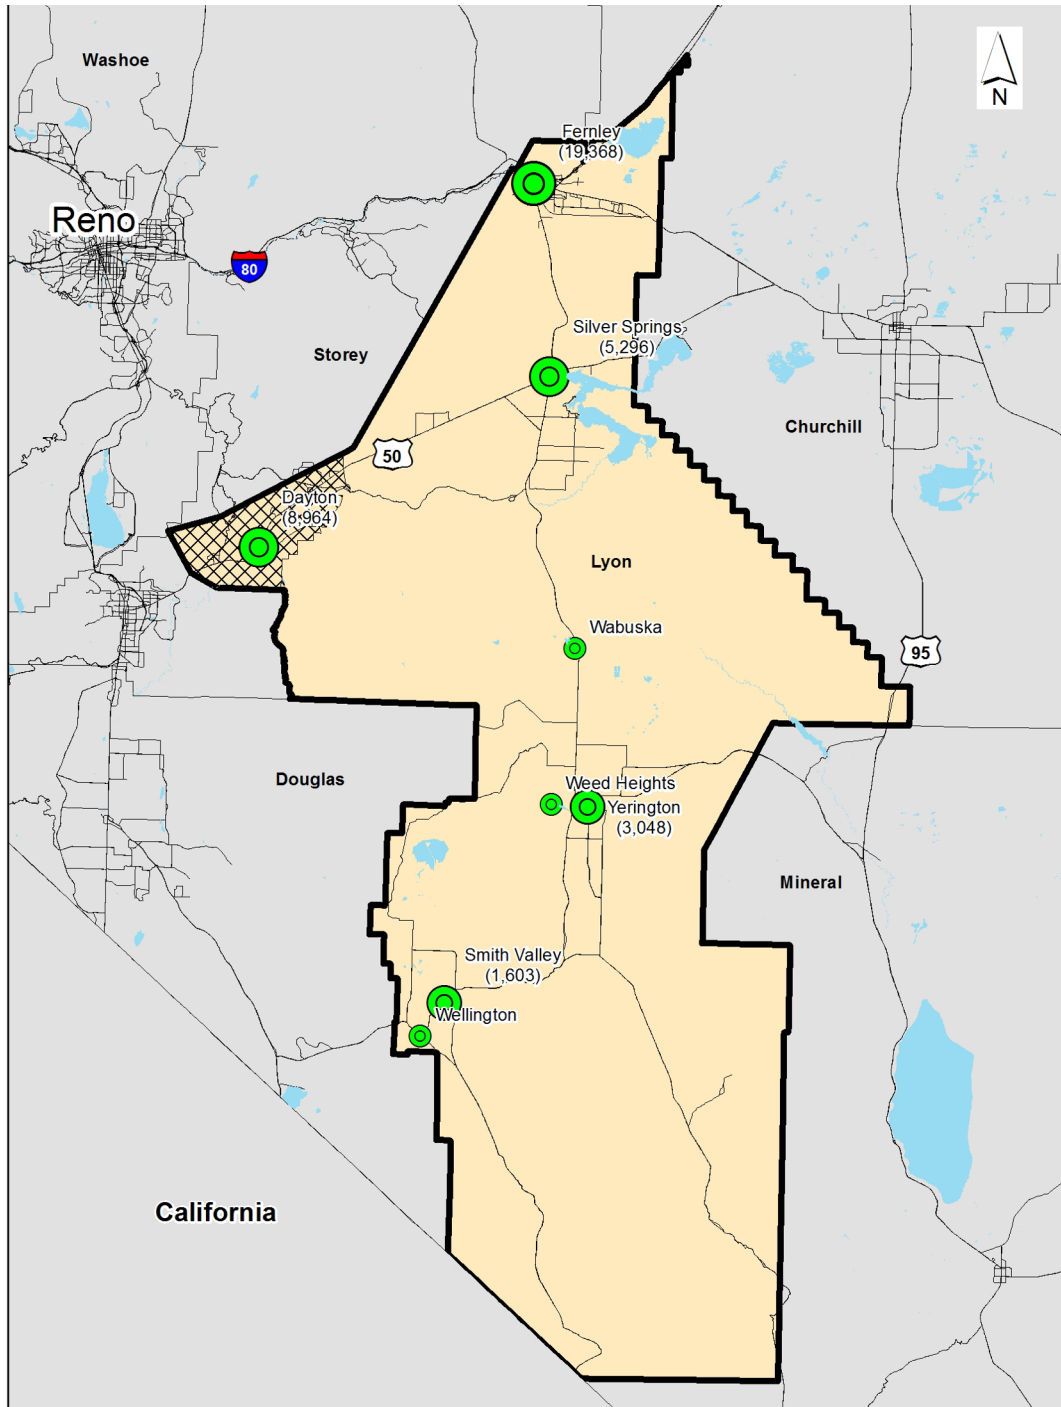 Washoe
N
Fernley
(19,368)
Reno
80
Silver Springs
(5,296)
Storey
Churchill
50
Dayton
(8,964)
Lyon
Wabuska
95
Douglas
Weed Heights
Yerington
(3,048)
Mineral
Smith Valley
(1,603)
Wellington
California